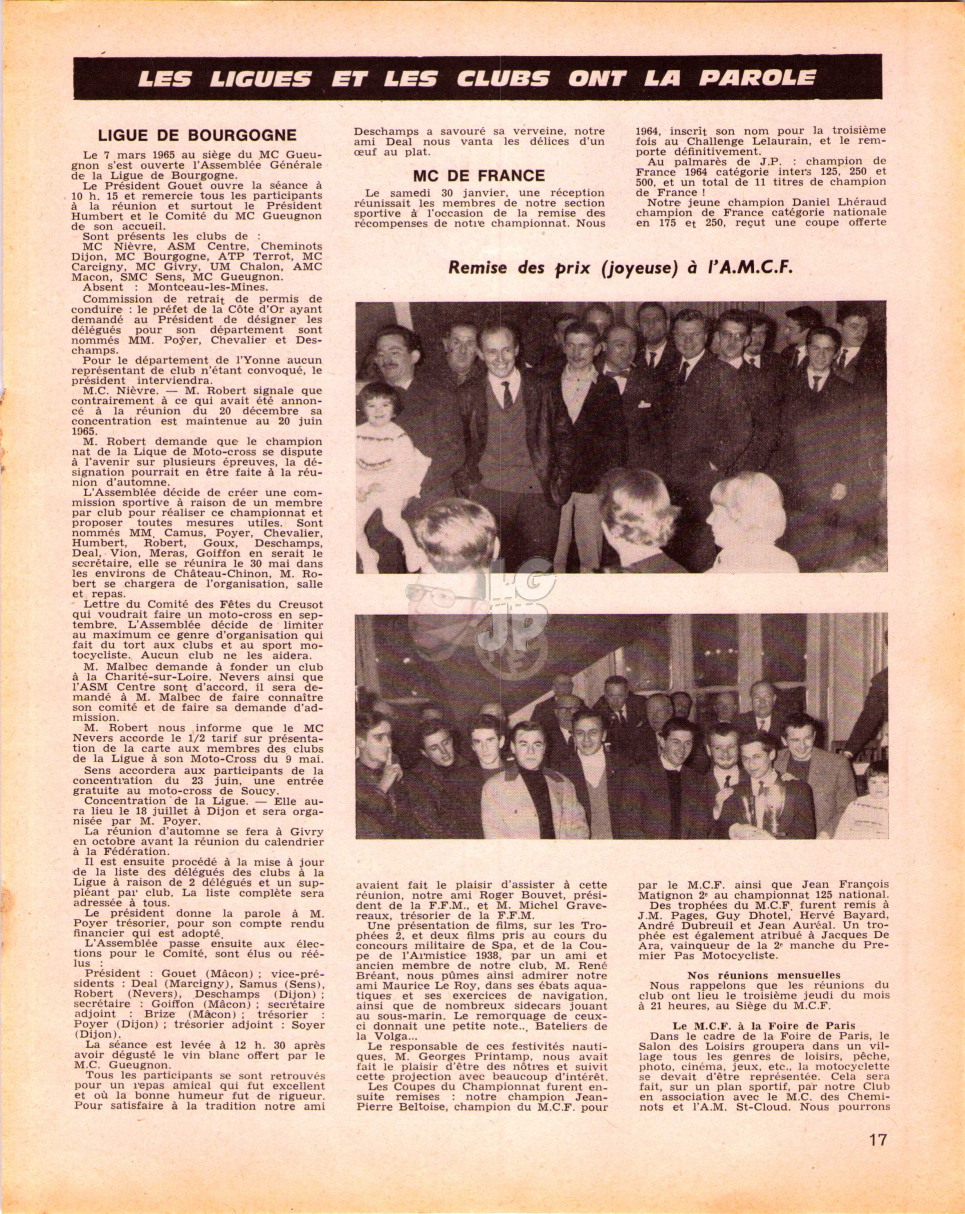 LES LIGUES ET LES CLUBS ONT LA PAROLE
LIGUE DE BOURGOGNE
Le 7 mars 1965 au siège du MC Gueu-
gnon s'est ouverte l'Assemblée Générale
de la Ligue de Bourgogne.
Le Président Gouet ouvre la séance à
10 h. 15 et remercie tous les participants
à la réunion et surtout le Président
Humbert et le Comité du MC Gueugnon
de son accueil.
Sont présents les clubs de :
MC Nièvre, ASM Centre, Cheminots
Dijon, MC Bourgogne, ATP Terrot, MC
Carcigny, MC Givry, UM Chalon, AMC
Macon, SMC Sens, MC Gueugnon.
Absent : Montceau-les-Mines.
Commission de retrait de permis de
conduire : le préfet de la Côte d'Or ayant
demandé au Président de désigner les
délégués pour son département sont
nommés MM. Poyer, Chevalier et Des-
champs.
Pour le département de l'Yonne aucun
représentant de club n'étant convoqué, le
président interviendra.
M.C. Nièvre. — M. Robert signale que
contrairement à ce qui avait été annon-
cé à la réunion du 20 décembre sa
concentration est maintenue au 20 juin
1965.
M. Robert demande que le champion
nat de la Lique de Moto-cross se dispute
à l'avenir sur plusieurs épreuves, la dé-
signation pourrait en être faite à la réu-
nion d'automne.
L'Assemblée décide de créer une com-
mission sportive à raison de un membre
par club pour réaliser ce championnat et
proposer toutes mesures utiles. Sont
nommés MM. Camus, Poyer, Chevalier,
Humbert, Robert, Goux, Deschamps,
Deal, Vion, Meras, Goiffon en serait le
secrétaire, elle se réunira le 30 mai dans
les environs de Château-Chinon, M. Ro-
bert se chargera de l'organisation, salle
et repas.
Lettre du Comité des Fêtes du Creusot
qui voudrait faire un moto-cross en sep-
tembre. L'Assemblée décide de limiter
au maximum ce genre d'organisation qui
fait du tort aux clubs et au sport mo-
tocycliste. Aucun club ne les aidera.
M. Malbec demande à fonder un club
à la Charité-sur-Loire. Nevers ainsi que
l'ASM Centre sont d'accord, il sera de-
mandé à M. Malbec de faire connaître
son comité et de faire sa demande d'ad-
mission.
M. Robert nous informe que le MC
Nevers accorde le 1/2 tarif sur présenta-
tion de la carte aux membres des clubs
de la Ligue à son Moto-Cross du 9 mai.
Sens accordera aux participants de la
concentration du 23 juin, une entrée
gratuite au moto-cross de Soucy.
Concentration de la Ligue. — Elle au-
ra lieu le 18 juillet à Dijon et sera orga-
nisée par M. Poyer.
La réunion d'automne se fera à Givry
en octobre avant la réunion du calendrier
à la Fédération.
Il est ensuite procédé à la mise à jour
de la liste des délégués des clubs à la
Ligue à raison de 2 délégués et un sup-
pléant par club. La liste complète sera
adressée à tous.
Le président donne la parole à M.
Poyer trésorier, pour son compte rendu
financier qui est adopté.
L'Assemblée passe ensuite aux élec-
tions pour le Comité, sont élus ou réé-
lus :
Président : Gouet (Mâcon) ; vice-pré-
sidents : Deal (Marcigny), Samus (Sens),
Robert (Nevers), Deschamps (Dijon) ;
secrétaire : Goiffon (Mâcon) ; secrétaire
adjoint : Brize (Mâcon) ; trésorier :
Poyer (Dijon) ; trésorier adjoint : Soyer
(Dijon).
La séance est levée à 12 h. 30 après
avoir dégusté le vin blanc offert par le
M.C. Gueugnon.
Tous les participants se sont retrouvés
pour un repas amical qui fut excellent
et où la bonne humeur fut de rigueur.
Pour satisfaire à la tradition notre ami
Deschamps a savouré sa verveine, notre
ami Deal nous vanta les délices d'un
œuf au plat.
MC DE FRANCE
Le samedi 30 janvier, une réception
réunissait les membres de notre section
sportive à l'occasion de la remise des
récompenses de notre championnat. Nous
1964, inscrit son nom pour la troisième
fois au Challenge Lelaurain, et le rem-
porte définitivement.
Au palmarès de J.P. : champion de
France 1964 catégorie inters 125, 250 et
500, et un total de 11 titres de champion
de France !
Notre jeune champion Daniel Lhéraud
champion de France catégorie nationale
en 175 et 250, reçut une coupe offerte
Remise des prix (joyeuse) à l'A.M.C.F.
LG
JP
avaient fait le plaisir d'assister à cette
réunion, notre ami Roger Bouvet, prési-
dent de la F.F.M., et M. Michel Grave-
reaux, trésorier de la F.F.M.
Une présentation de films, sur les Tro-
phées 2, et deux films pris au cours du
concours militaire de Spa, et de la Cou-
pe de l'Armistice 1938, par un ami et
ancien membre de notre club, M. René
Bréant, nous pûmes ainsi admirer notre
ami Maurice Le Roy, dans ses ébats aqua-
tiques et ses exercices de navigation,
ainsi que de nombreux sidecars jouant
au sous-marin. Le remorquage de ceux-
ci donnait une petite note... Bateliers de
la Volga...
Le responsable de ces festivités nauti-
ques, M. Georges Printamp, nous avait
fait le plaisir d'être des nôtres et suivit
cette projection avec beaucoup d'intérêt.
Les Coupes du Championnat furent en-
suite remises : notre champion Jean-
Pierre Beltoise, champion du M.C.F. pour
par le M.C.F. ainsi que Jean François
Matignon 2e au championnat 125 national.
Des trophées du M.C.F. furent remis à
J.M. Pages, Guy Dhotel, Hervé Bayard,
André Dubreuil et Jean Auréal. Un tro-
phée est également atribué à Jacques De
Ara, vainqueur de la 2e manche du Pre-
mier Pas Motocycliste.
Nos réunions mensuelles
Nous rappelons que les réunions du
club ont lieu le troisième jeudi du mois
à 21 heures, au Siège du M.C.F.
Le M.C.F. à la Foire de Paris
Dans le cadre de la Foire de Paris, le
Salon des Loisirs groupera dans un vil-
lage tous les genres de loisirs, pêche,
photo, cinéma, jeux, etc., la motocyclette
se devait d'être représentée. Cela sera
fait, sur un plan sportif, par notre Club
en association avec le M.C. des Chemi-
nots et l'A.M. St-Cloud. Nous pourrons
17